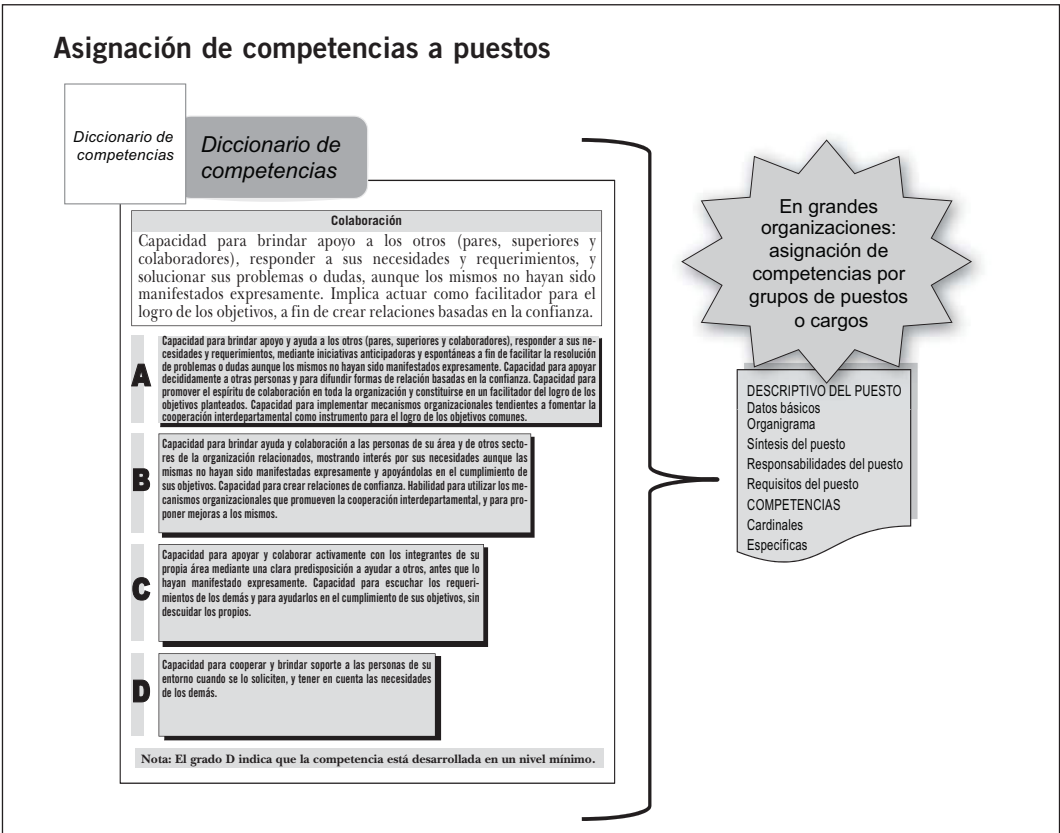 Asignación de competencias a puestos
Diccionario de
competencias
Diccionario de
competencias
Colaboración
Capacidad para brindar apoyo a los otros (pares, superiores y
colaboradores), responder a sus necesidades y requerimientos, y
solucionar sus problemas o dudas, aunque los mismos no hayan sido
manifestados expresamente. Implica actuar como facilitador para el
logro de los objetivos, a fin de crear relaciones basadas en la confianza.
A
Capacidad para brindar apoyo y ayuda a los otros (pares, superiores y colaboradores), responder a sus ne-
cesidades y requerimientos, mediante iniciativas anticipadoras y espontáneas a fin de facilitar la resolución
de problemas o dudas aunque los mismos no hayan sido manifestados expresamente. Capacidad para apoyar
decididamente a otras personas y para difundir formas de relación basadas en la confianza. Capacidad para
promover el espíritu de colaboración en toda la organización y constituirse en un facilitador del logro de los
objetivos planteados. Capacidad para implementar mecanismos organizacionales tendientes a fomentar la
cooperación interdepartamental como instrumento para el logro de los objetivos comunes.
B
Capacidad para brindar ayuda y colaboración a las personas de su área y de otros secto-
res de la organización relacionados, mostrando interés por sus necesidades aunque las
mismas no hayan sido manifestadas expresamente y apoyándolas en el cumplimiento de
sus objetivos. Capacidad para crear relaciones de confianza. Habilidad para utilizar los me-
canismos organizacionales que promueven la cooperación interdepartamental, y para pro-
poner mejoras a los mismos.
C
Capacidad para apoyar y colaborar activamente con los integrantes de su
propia área mediante una clara predisposición a ayudar a otros, antes que lo
hayan manifestado expresamente. Capacidad para escuchar los requeri-
mientos de los demás y para ayudarlos en el cumplimiento de sus objetivos, sin
descuidar los propios.
D
Capacidad para cooperar y brindar soporte a las personas de su
entorno cuando se lo soliciten, y tener en cuenta las necesidades
de los demás.
Nota: El grado D indica que la competencia está desarrollada en un nivel mínimo.
En grandes
organizaciones:
asignación de
competencias por
grupos de puestos
o cargos
DESCRIPTIVO DEL PUESTO
Datos básicos
Organigrama
Síntesis del puesto
Responsabilidades del puesto
Requisitos del puesto
COMPETENCIAS
Cardinales
Específicas